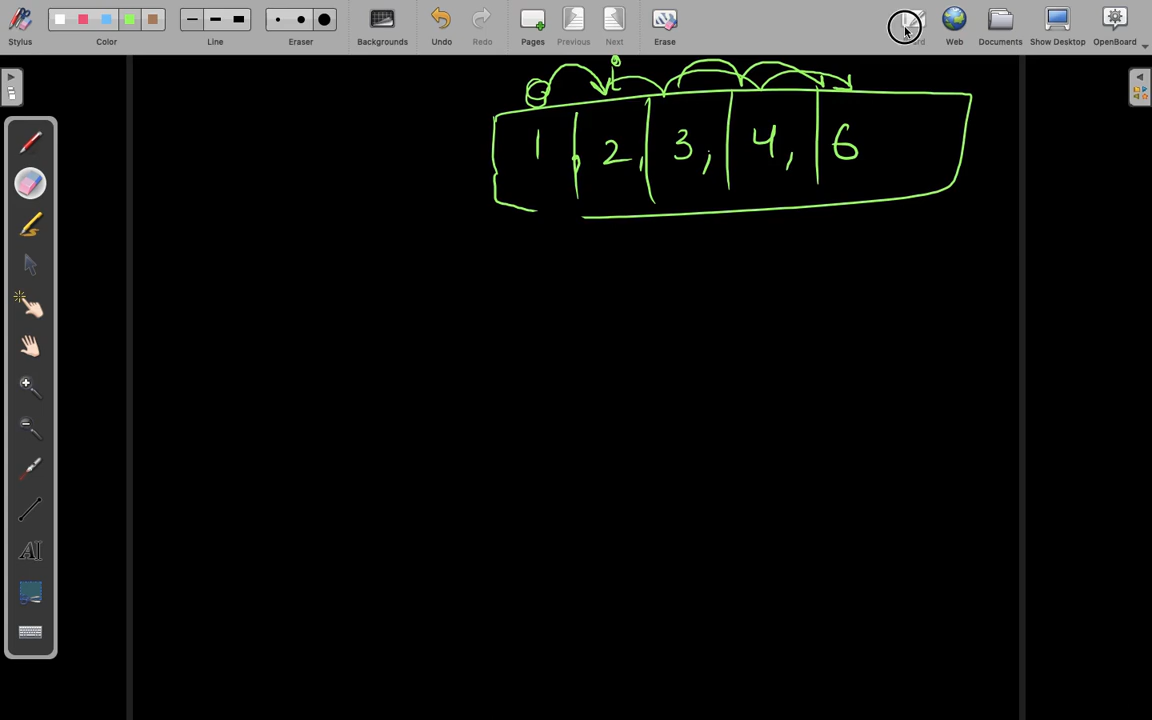 Stylus Color Line Eraser Backgrounds Undo Redo Pages Previous Next Erase Web Documents Show Desktop OpenBoard
1, 2, 3, 4, 6